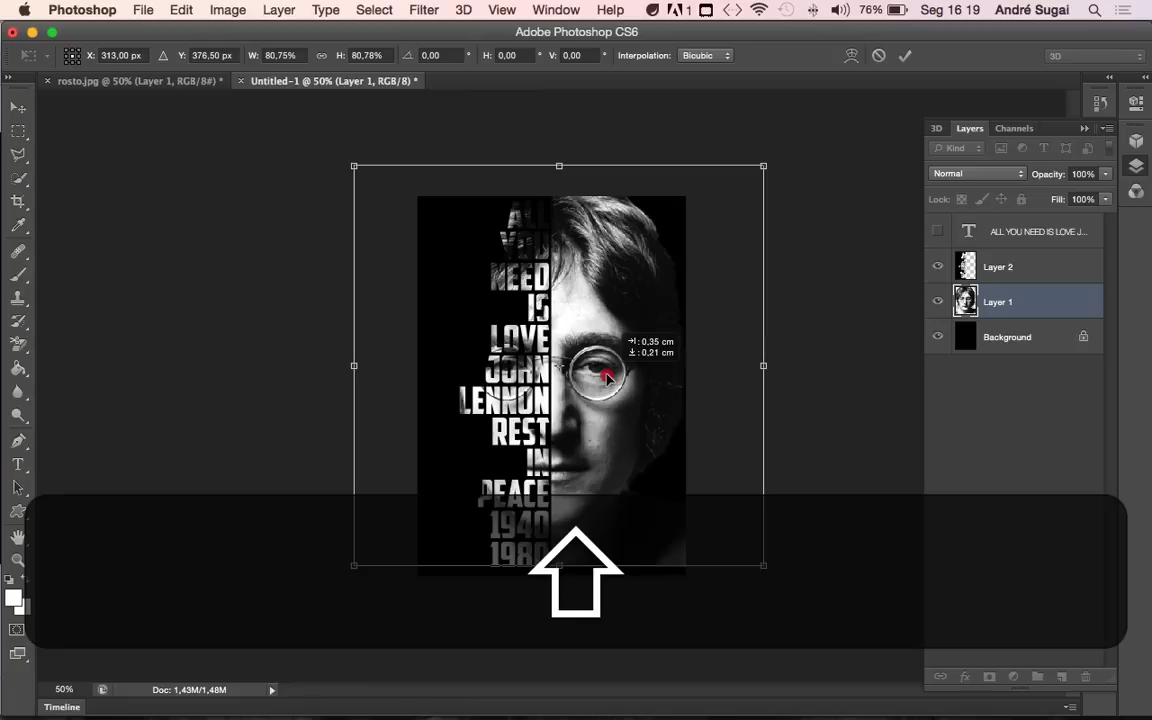 Photoshop File Edit Image Layer Type Select Filter 3D View Window Help 1 76% Seg 16 19 André Sugai
Adobe Photoshop CS6
X: 313,00 px Y: 376,50 px W: 80,75% H: 80,78% 0,00 ° H: 0,00 ° V: 0,00 ° Interpolation: Bicubic 3D
rosto.jpg @ 50% (Layer 1, RGB/8#) * Untitled-1 @ 50% (Layer 1, RGB/8) *
3D Layers Channels
Kind
Normal Opacity: 100%
Lock: Fill: 100%
T ALL YOU NEED IS LOVE J...
Layer 2
Layer 1
Background
ALL
YOU
NEED
IS
LOVE
JOHN
LENNON
REST
IN
PEACE
1940
1980
: 0,35 cm
: 0,21 cm
50% Doc: 1,43M/1,48M
Timeline